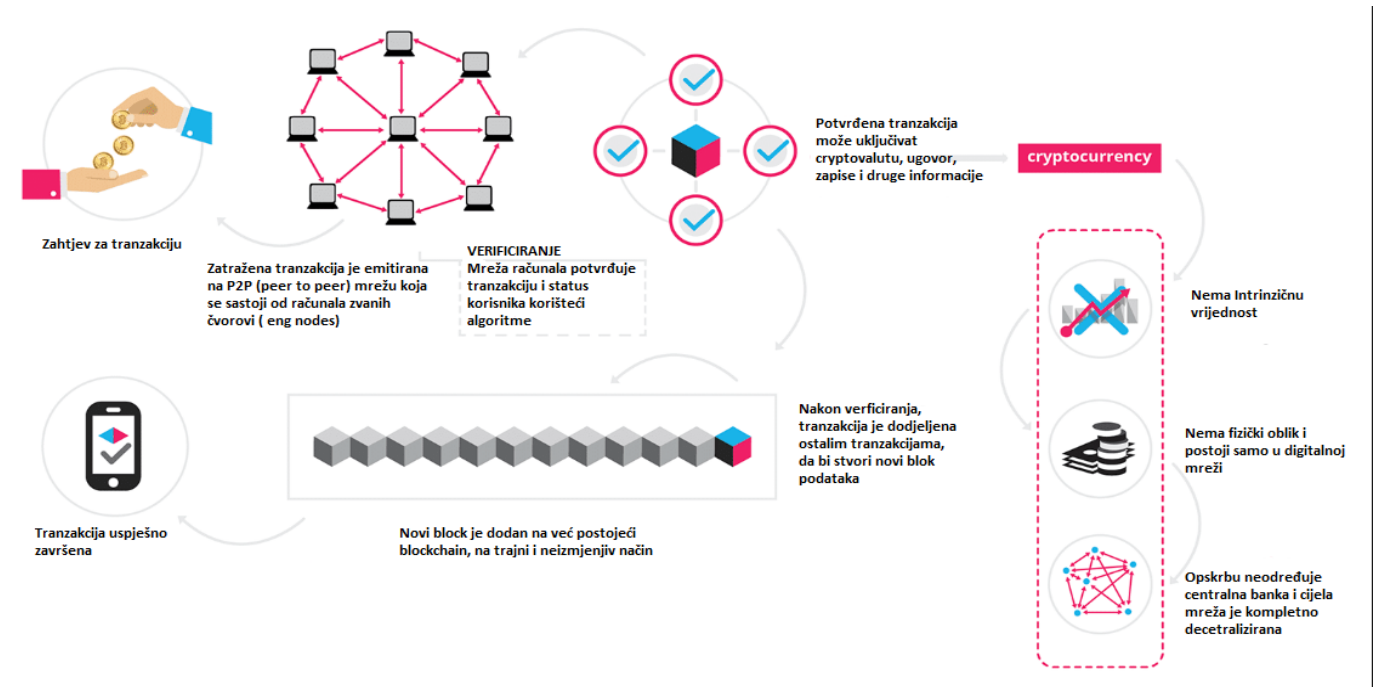 Zahtjev za tranzakciju
Zatražena tranzakcija je emitirana
na P2P (peer to peer) mrežu koja
se sastoji od računala zvanih
čvorovi ( eng nodes)
VERIFICIRANJE
Mreža računala potvrđuje
tranzakciju i status
korisnika korišteći
algoritme
Potvrđena tranzakcija
može uključivat
cryptovalutu, ugovor,
zapise i druge informacije
cryptocurrency
Nema Intrinzičnu
vrijednost
Nema fizički oblik i
postoji samo u digitalnoj
mreži
Opskrbu neodređuje
centralna banka i cijela
mreža je kompletno
decetralizirana
Nakon verficiranja,
tranzakcija je dodjeljena
ostalim tranzakcijama,
da bi stvori novi blok
podataka
Novi block je dodan na već postojeći
blockchain, na trajni i neizmjenjiv način
Tranzakcija uspješno
završena